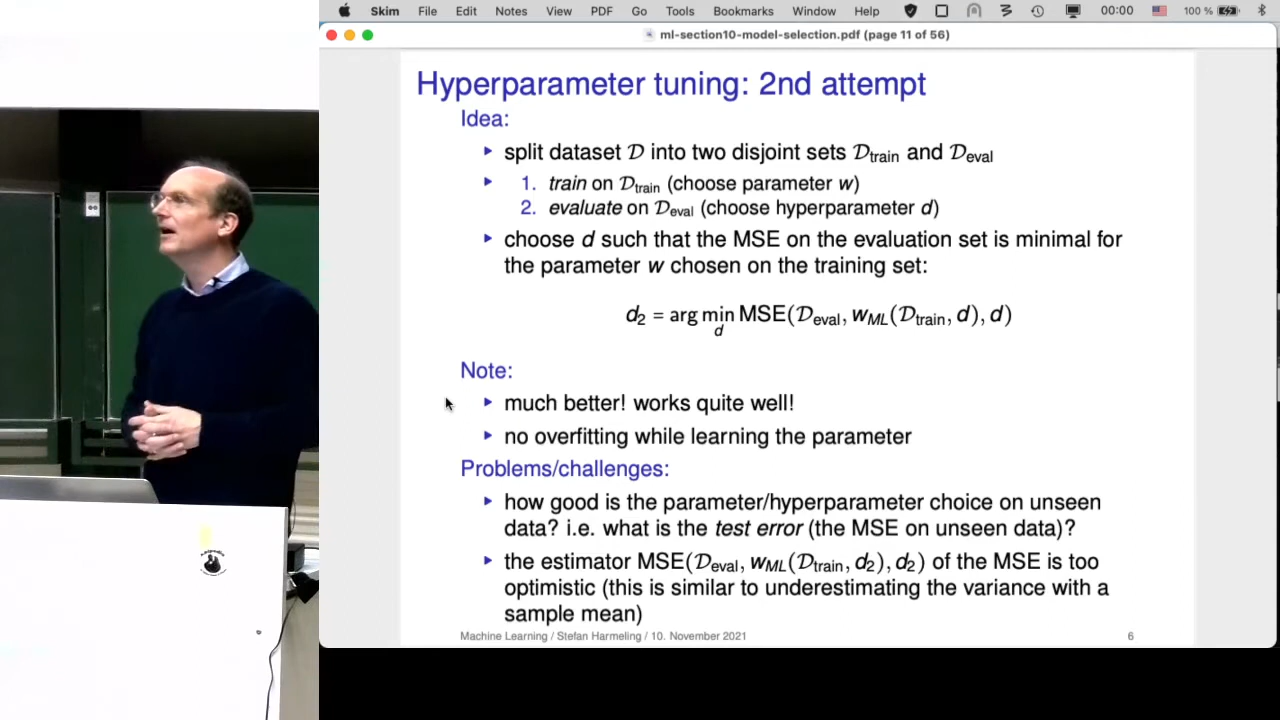 Skim File Edit Notes View PDF Go Tools Bookmarks Window Help 00:00 100 %
ml-section10-model-selection.pdf (page 11 of 56)
Hyperparameter tuning: 2nd attempt
Idea:
▸ split dataset 𝒟 into two disjoint sets 𝒟train and 𝒟eval
▸ 1. train on 𝒟train (choose parameter w)
2. evaluate on 𝒟eval (choose hyperparameter d)
▸ choose d such that the MSE on the evaluation set is minimal for
the parameter w chosen on the training set:
d2 = arg min MSE(𝒟eval, wML(𝒟train, d), d)
d
Note:
▸ much better! works quite well!
▸ no overfitting while learning the parameter
Problems/challenges:
▸ how good is the parameter/hyperparameter choice on unseen
data? i.e. what is the test error (the MSE on unseen data)?
▸ the estimator MSE(𝒟eval, wML(𝒟train, d2), d2) of the MSE is too
optimistic (this is similar to underestimating the variance with a
sample mean)
Machine Learning / Stefan Harmeling / 10. November 2021 6